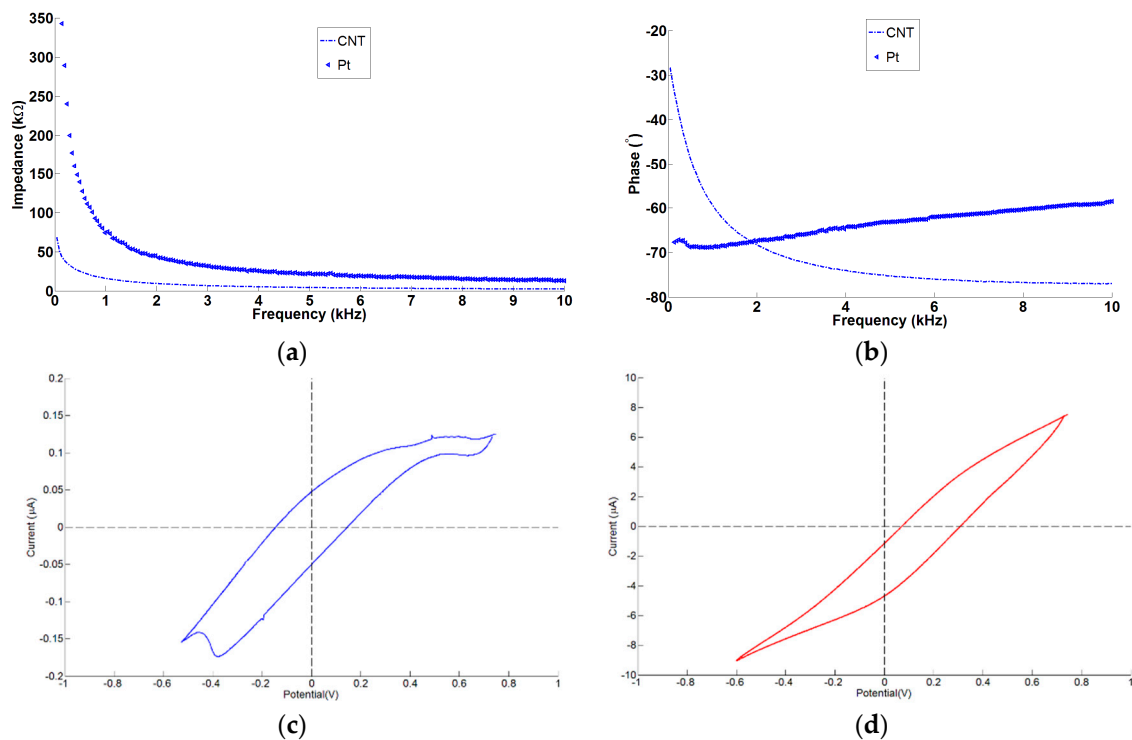 350
300
250
200
150
100
50
0
Impedance (kΩ)
0 1 2 3 4 5 6 7 8 9 10
Frequency (kHz)
CNT
Pt
(a)
-20
-30
-40
-50
-60
-70
-80
Phase (°)
0 2 4 6 8 10
Frequency (kHz)
CNT
Pt
(b)
0.2
0.15
0.1
0.05
0
-0.05
-0.1
-0.15
-0.2
Current (µA)
-1 -0.8 -0.6 -0.4 -0.2 0 0.2 0.4 0.6 0.8 1
Potential(V)
(c)
10
8
6
4
2
0
-2
-4
-6
-8
-10
Current (µA)
-1 -0.8 -0.6 -0.4 -0.2 0 0.2 0.4 0.6 0.8 1
Potential(V)
(d)